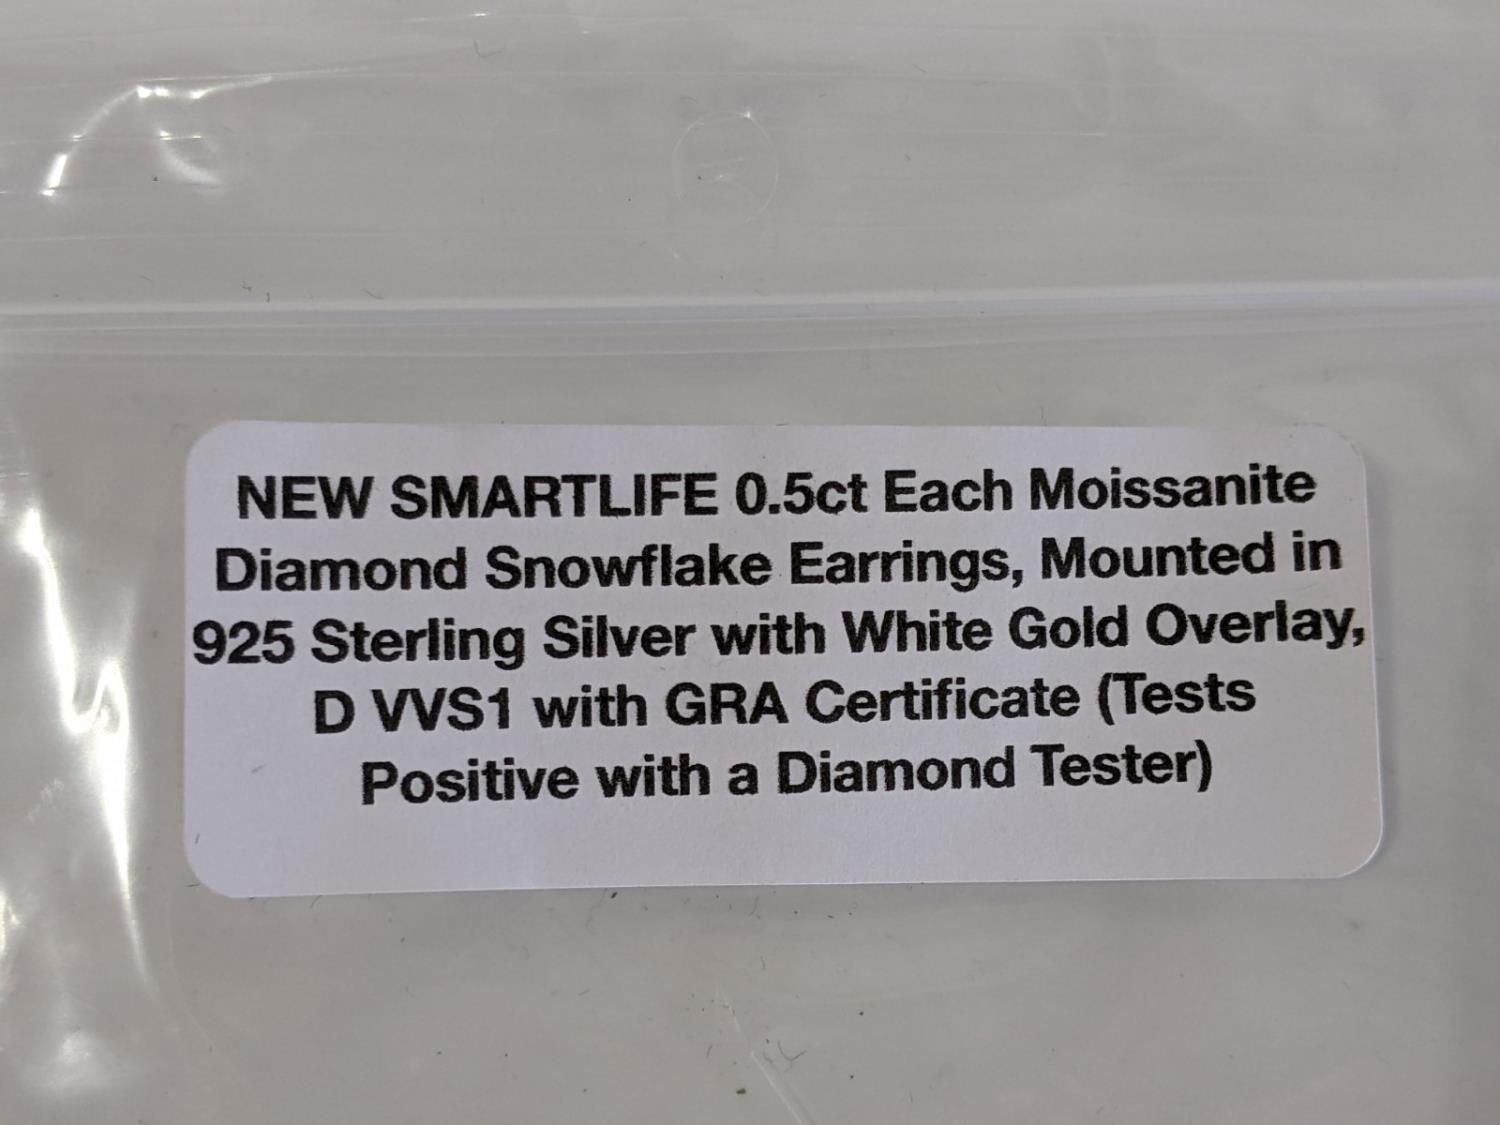 NEW SMARTLIFE 0.5ct Each Moissanite
Diamond Snowflake Earrings, Mounted in
925 Sterling Silver with White Gold Overlay,
D VVS1 with GRA Certificate (Tests
Positive with a Diamond Tester)